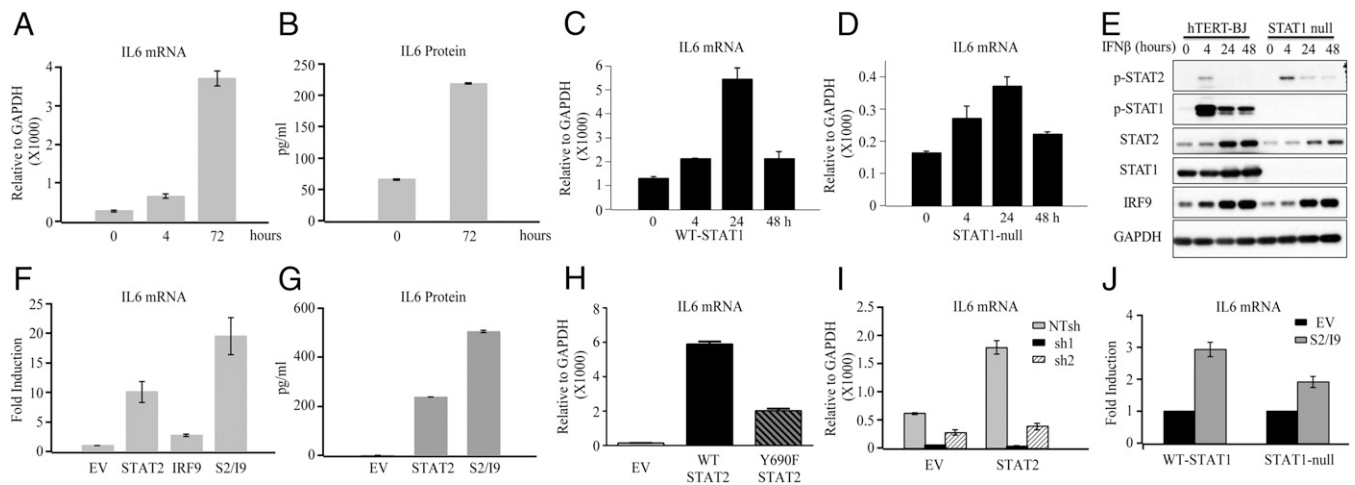 A
IL6 mRNA
Relative to GAPDH
(X1000)
4
3
2
1
0
0 4 72 hours
B
IL6 Protein
pg/ml
250
200
150
100
50
0
0 72 hours
C
IL6 mRNA
Relative to GAPDH
(X1000)
6
5
4
3
2
1
0
0 4 24 48 h
WT-STAT1
D
IL6 mRNA
Relative to GAPDH
(X1000)
0.4
0.3
0.2
0.1
0.0
0 4 24 48 h
STAT1-null
E
hTERT-BJ STAT1 null
IFNβ (hours) 0 4 24 48 0 4 24 48
p-STAT2
p-STAT1
STAT2
STAT1
IRF9
GAPDH
F
IL6 mRNA
Fold Induction
25
20
15
10
5
0
EV STAT2 IRF9 S2/I9
G
IL6 Protein
pg/ml
600
400
200
0
EV STAT2 S2/I9
H
IL6 mRNA
Relative to GAPDH
(X1000)
8
6
4
2
0
EV WT Y690F
STAT2 STAT2
I
IL6 mRNA
Relative to GAPDH
(X1000)
2.5
2.0
1.5
1.0
0.5
0
NTsh
sh1
sh2
EV STAT2
J
IL6 mRNA
Fold Induction
4
3
2
1
0
EV
S2/I9
WT-STAT1 STAT1-null